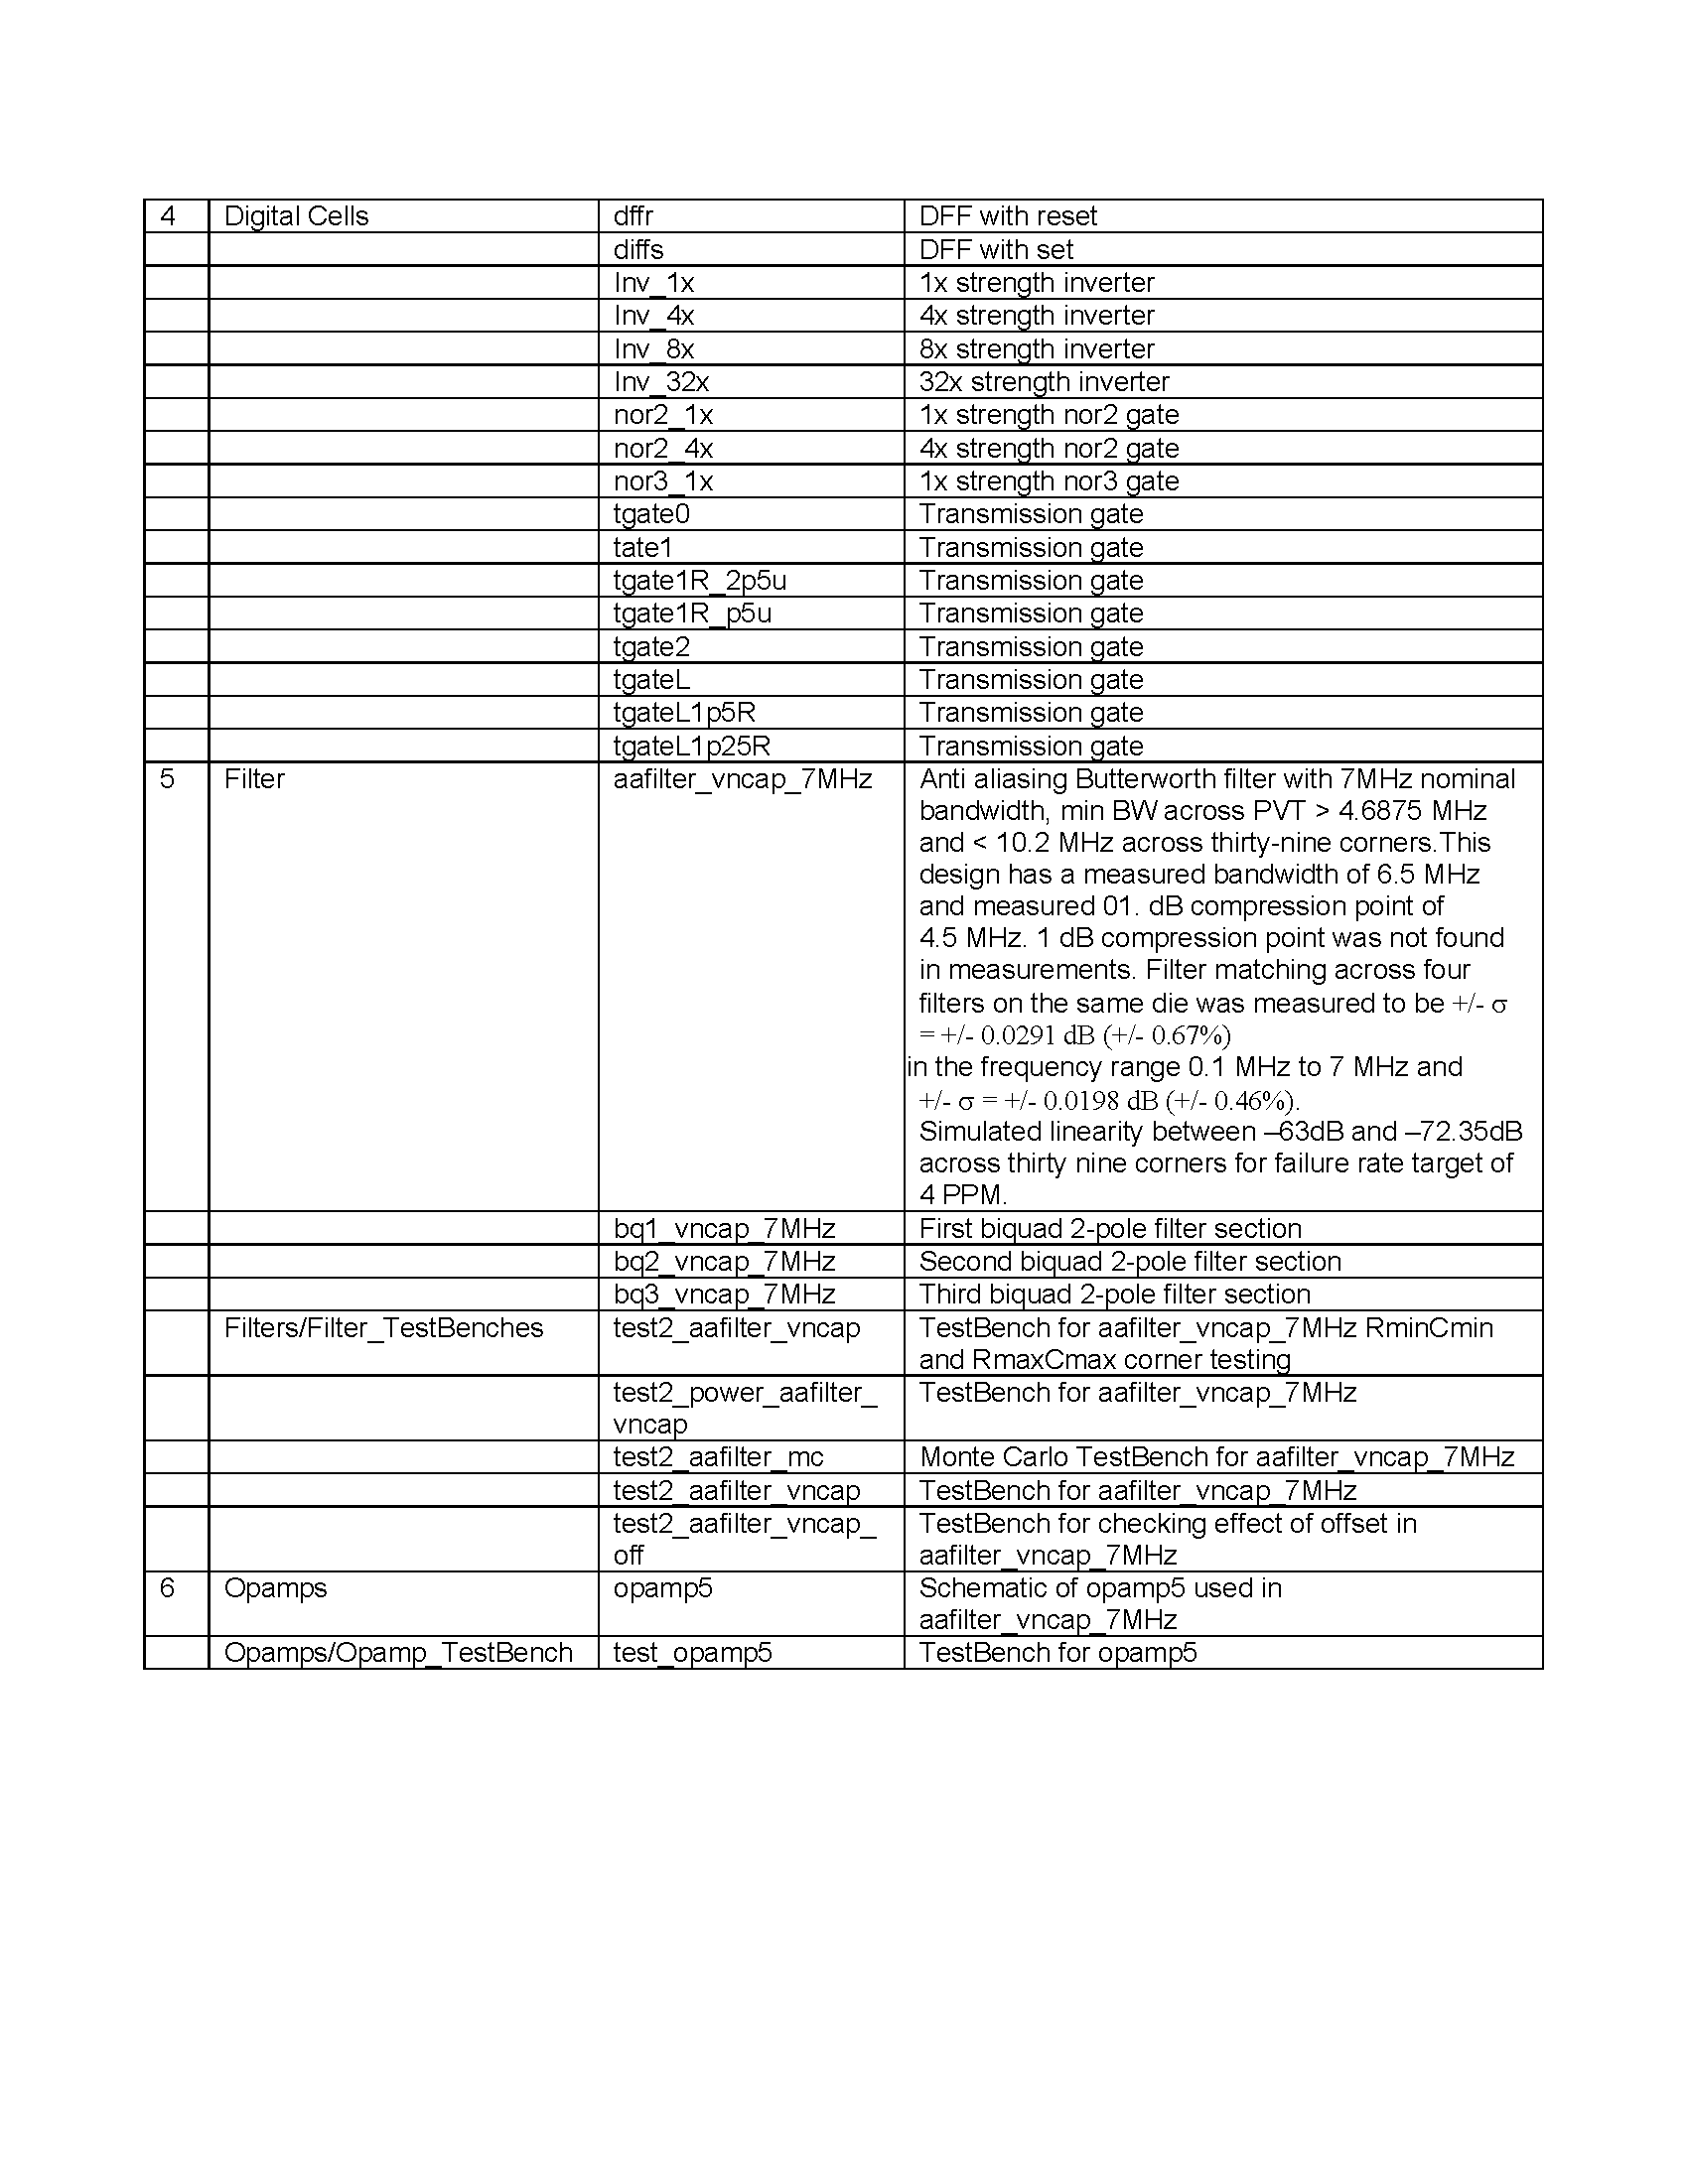 4 Digital Cells dffr DFF with reset
diffs DFF with set
Inv_1x 1x strength inverter
Inv_4x 4x strength inverter
Inv_8x 8x strength inverter
Inv_32x 32x strength inverter
nor2_1x 1x strength nor2 gate
nor2_4x 4x strength nor2 gate
nor3_1x 1x strength nor3 gate
tgate0 Transmission gate
tate1 Transmission gate
tgate1R_2p5u Transmission gate
tgate1R_p5u Transmission gate
tgate2 Transmission gate
tgateL Transmission gate
tgateL1p5R Transmission gate
tgateL1p25R Transmission gate
5 Filter aafilter_vncap_7MHz Anti aliasing Butterworth filter with 7MHz nominal
bandwidth, min BW across PVT > 4.6875 MHz
and < 10.2 MHz across thirty-nine corners.This
design has a measured bandwidth of 6.5 MHz
and measured 01. dB compression point of
4.5 MHz. 1 dB compression point was not found
in measurements. Filter matching across four
filters on the same die was measured to be +/- σ
= +/- 0.0291 dB (+/- 0.67%)
in the frequency range 0.1 MHz to 7 MHz and
+/- σ = +/- 0.0198 dB (+/- 0.46%).
Simulated linearity between –63dB and –72.35dB
across thirty nine corners for failure rate target of
4 PPM.
bq1_vncap_7MHz First biquad 2-pole filter section
bq2_vncap_7MHz Second biquad 2-pole filter section
bq3_vncap_7MHz Third biquad 2-pole filter section
Filters/Filter_TestBenches test2_aafilter_vncap TestBench for aafilter_vncap_7MHz RminCmin
and RmaxCmax corner testing
test2_power_aafilter_ TestBench for aafilter_vncap_7MHz
vncap
test2_aafilter_mc Monte Carlo TestBench for aafilter_vncap_7MHz
test2_aafilter_vncap TestBench for aafilter_vncap_7MHz
test2_aafilter_vncap_ TestBench for checking effect of offset in
off aafilter_vncap_7MHz
6 Opamps opamp5 Schematic of opamp5 used in
aafilter_vncap_7MHz
Opamps/Opamp_TestBench test_opamp5 TestBench for opamp5